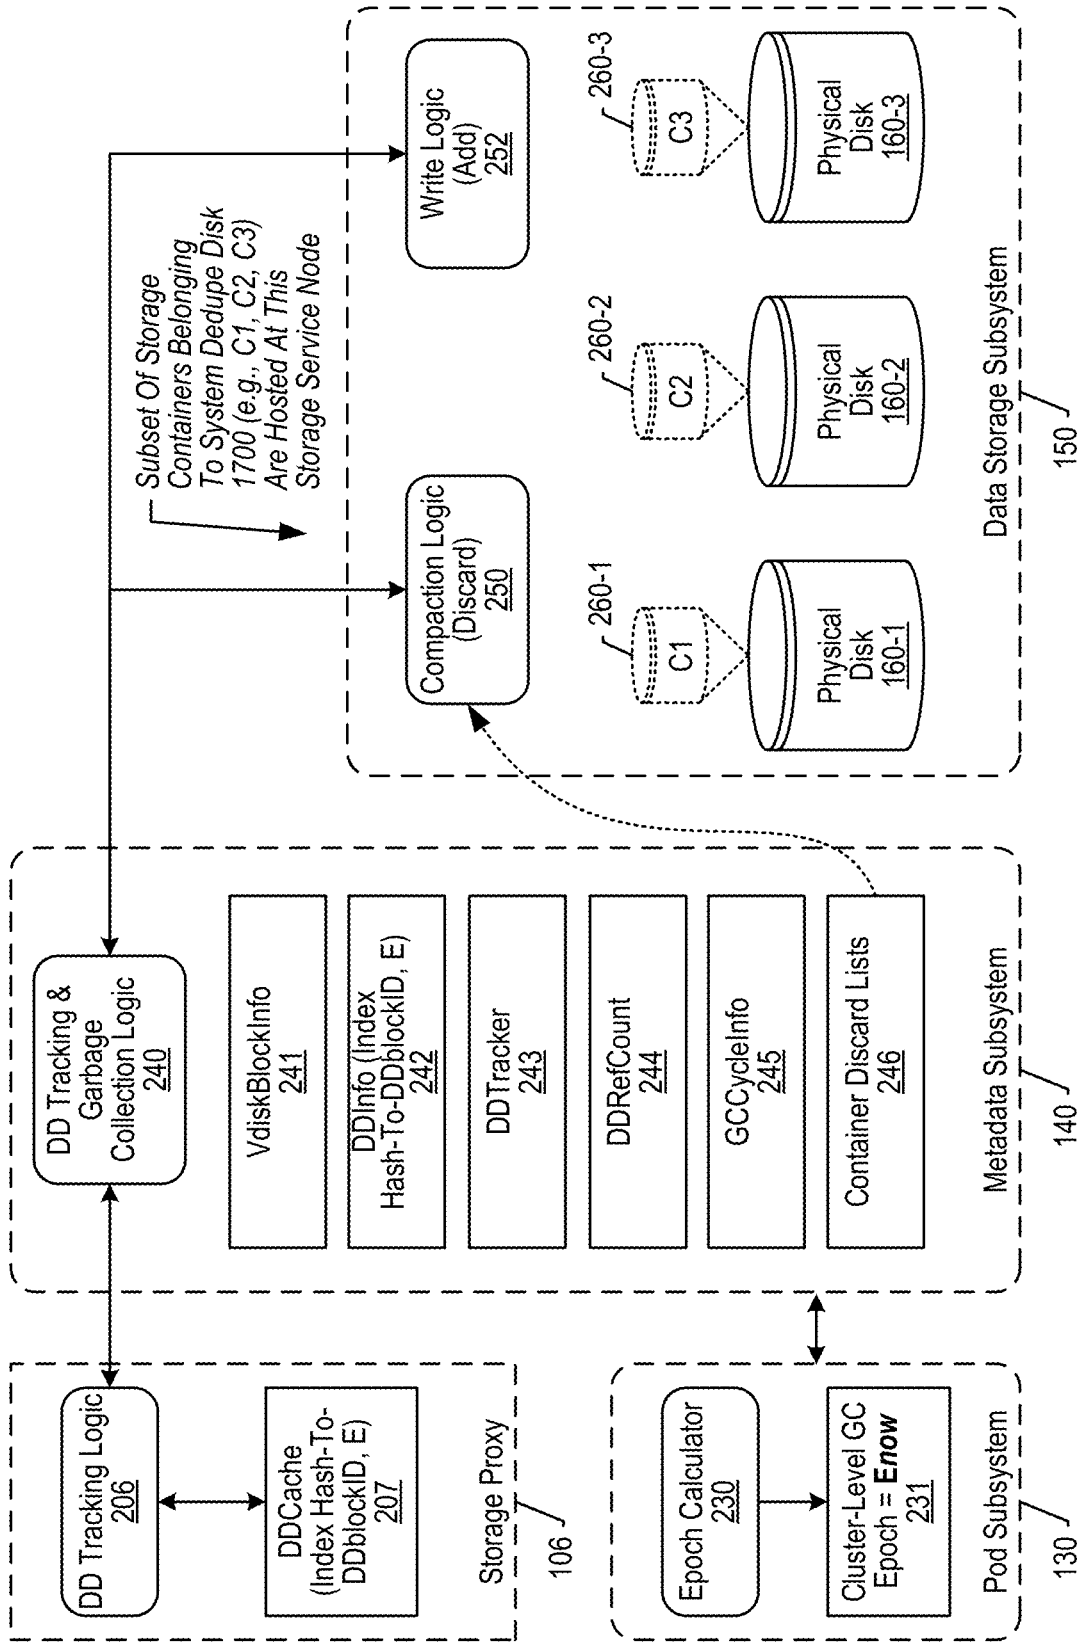 DD Tracking Logic
206
DDCache
(Index Hash-To-
DDblockID, E)
207
Storage Proxy
106
Epoch Calculator
230
Cluster-Level GC
Epoch = Enow
231
Pod Subsystem
130
DD Tracking &
Garbage
Collection Logic
240
VdiskBlockInfo
241
DDInfo (Index
Hash-To-DDblockID, E)
242
DDTracker
243
DDRefCount
244
GCCycleInfo
245
Container Discard Lists
246
Metadata Subsystem
140
Subset Of Storage
Containers Belonging
To System Dedupe Disk
1700 (e.g., C1, C2, C3)
Are Hosted At This
Storage Service Node
Compaction Logic
(Discard)
250
Write Logic
(Add)
252
260-1
C1
Physical
Disk
160-1
260-2
C2
Physical
Disk
160-2
260-3
C3
Physical
Disk
160-3
Data Storage Subsystem
150